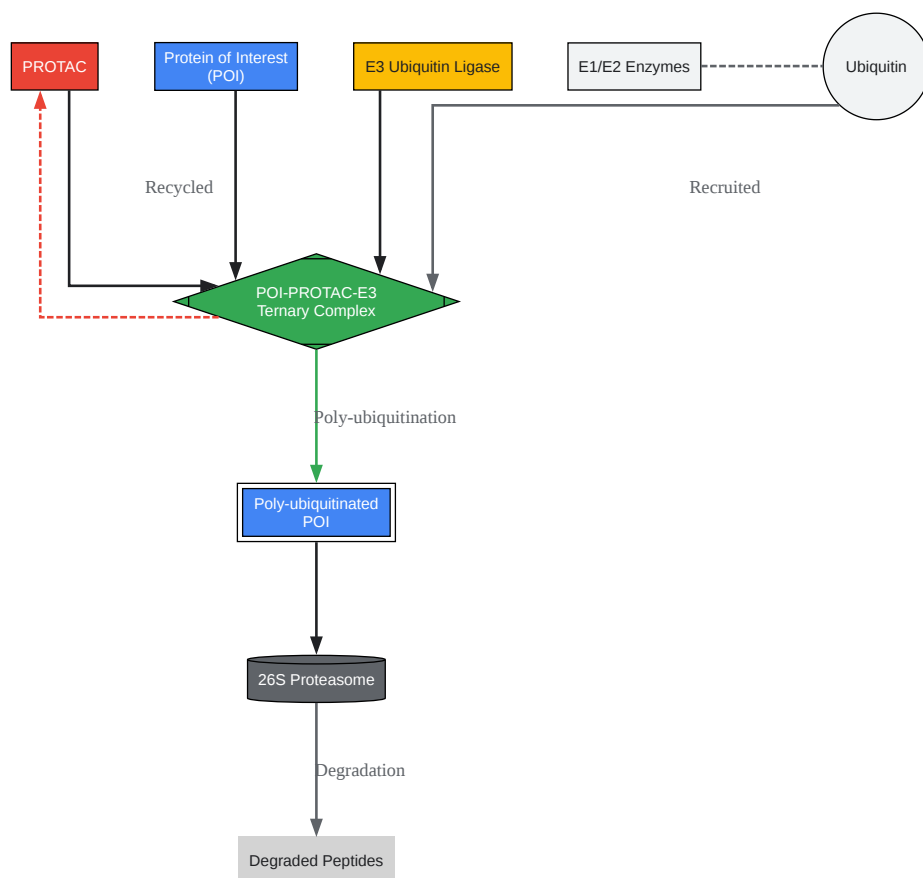 PROTAC
Protein of Interest
(POI)
E3 Ubiquitin Ligase
E1/E2 Enzymes
Ubiquitin
Recycled
Recruited
POI-PROTAC-E3
Ternary Complex
Poly-ubiquitination
Poly-ubiquitinated
POI
26S Proteasome
Degradation
Degraded Peptides